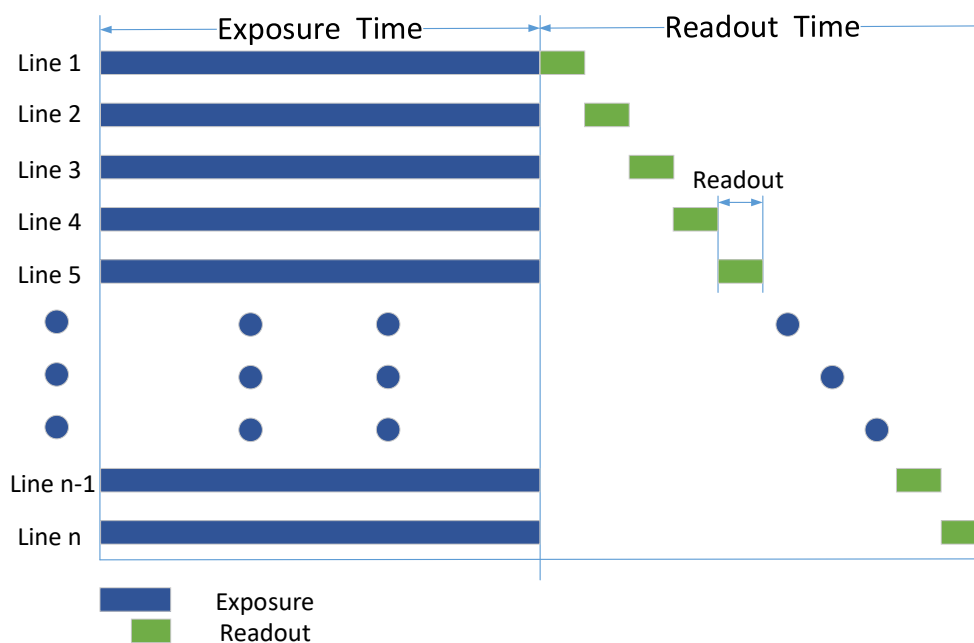 Exposure Time
Readout Time
Line 1
Line 2
Line 3
Readout
Line 4
Line 5
Line n-1
Line n
Exposure
Readout